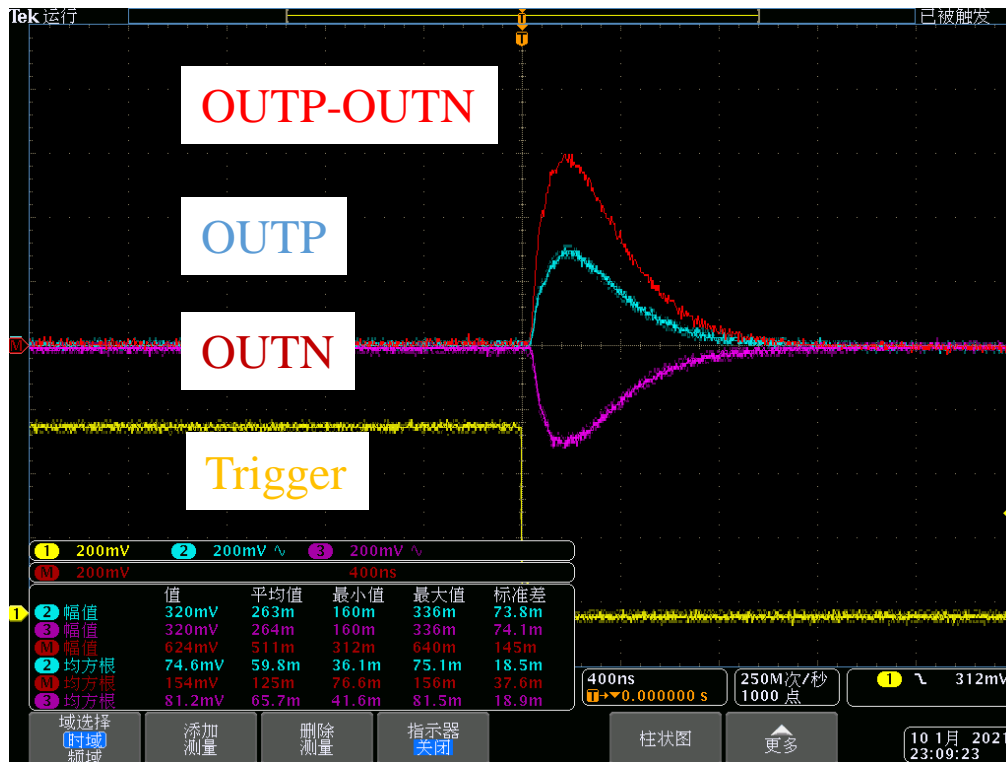 Tek 运行 已被触发
T
T
OUTP-OUTN
OUTP
M
OUTN
Trigger
1 200mV 2 200mV ∿ 3 200mV ∿
M 200mV 400ns
值 平均值 最小值 最大值 标准差
1
2 幅值 320mV 263m 160m 336m 73.8m
3 幅值 320mV 264m 160m 336m 74.1m
M 幅值 624mV 511m 312m 640m 145m
2 均方根 74.6mV 59.8m 36.1m 75.1m 18.5m
M 均方根 154mV 125m 76.6m 156m 37.6m
3 均方根 81.2mV 65.7m 41.6m 81.5m 18.9m
400ns
T→▼0.000000 s
250M次/秒
1000 点
1 312mV
域选择
时域
频域
添加
测量
删除
测量
指示器
关闭
柱状图
更多
10 1月 2021
23:09:23